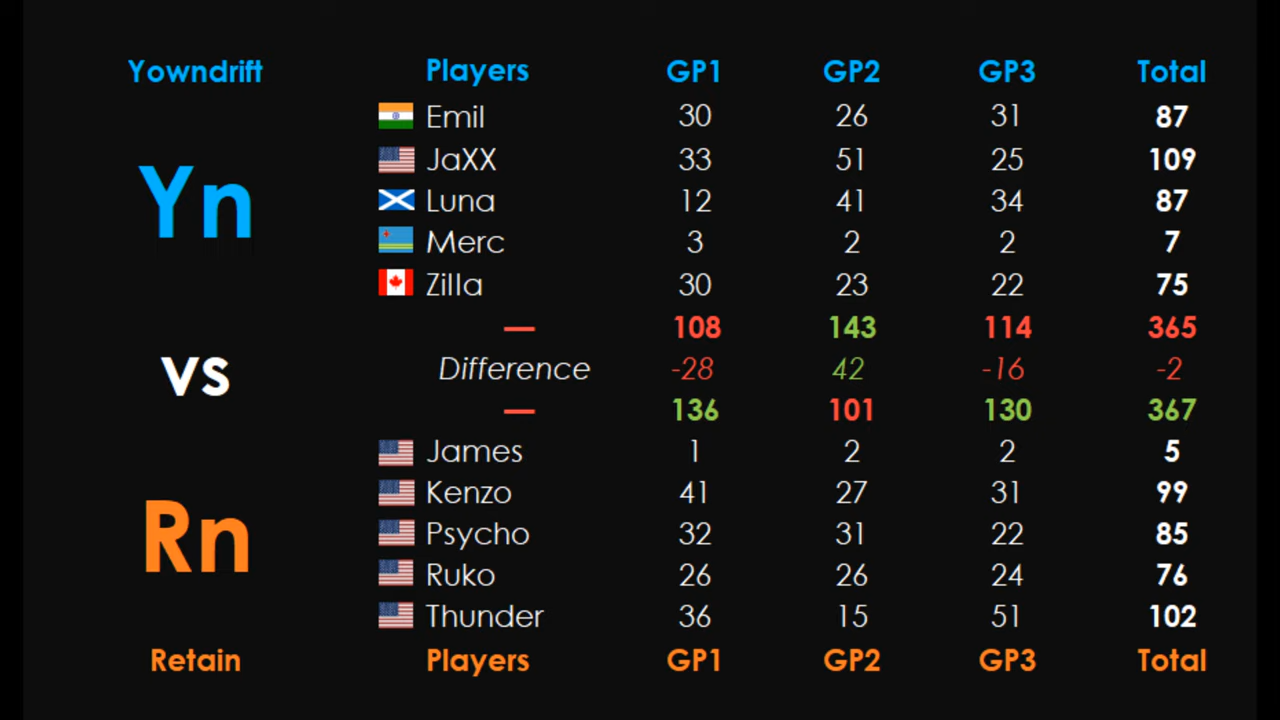 Yowndrift Players GP1 GP2 GP3 Total
Emil 30 26 31 87
JaXX 33 51 25 109
Yn
Luna 12 41 34 87
Merc 3 2 2 7
Zilla 30 23 22 75
— 108 143 114 365
vs
Difference -28 42 -16 -2
— 136 101 130 367
James 1 2 2 5
Kenzo 41 27 31 99
Rn
Psycho 32 31 22 85
Ruko 26 26 24 76
Thunder 36 15 51 102
Retain Players GP1 GP2 GP3 Total